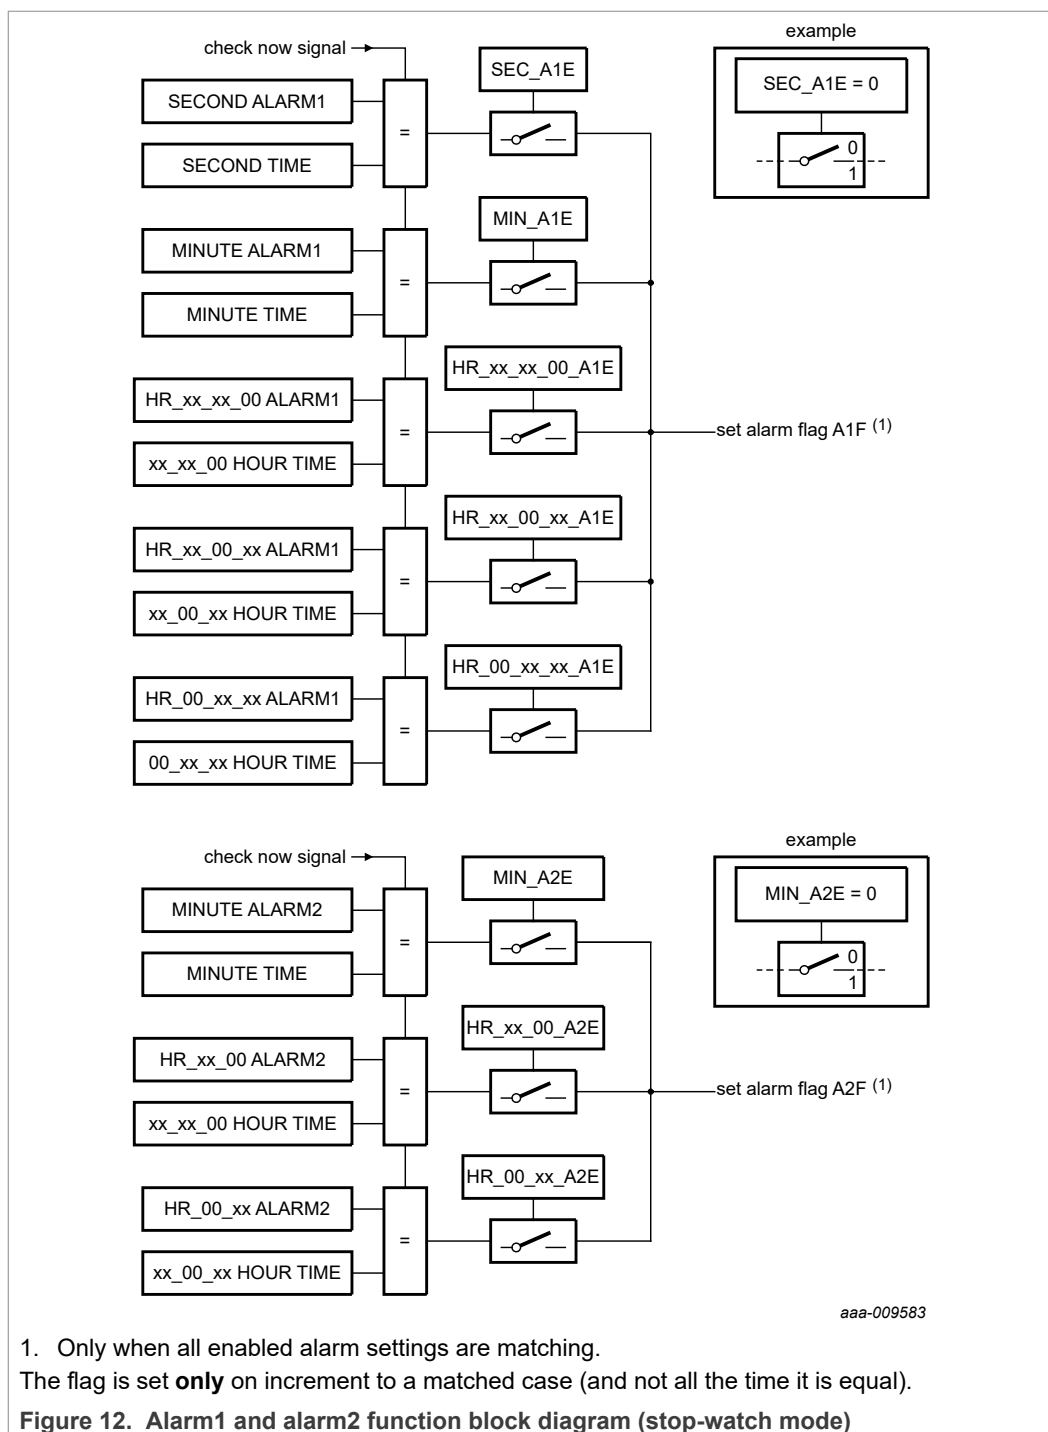 example
check now signal
SEC_A1E
SEC_A1E = 0
SECOND ALARM1
=
0
1
SECOND TIME
MIN_A1E
MINUTE ALARM1
=
MINUTE TIME
HR_xx_xx_00_A1E
HR_xx_xx_00 ALARM1
=
set alarm flag A1F (1)
xx_xx_00 HOUR TIME
HR_xx_00_xx_A1E
HR_xx_00_xx ALARM1
=
xx_00_xx HOUR TIME
HR_00_xx_xx_A1E
HR_00_xx_xx ALARM1
=
00_xx_xx HOUR TIME
example
check now signal
MIN_A2E
MIN_A2E = 0
MINUTE ALARM2
=
0
1
MINUTE TIME
HR_xx_00_A2E
HR_xx_00 ALARM2
=
set alarm flag A2F (1)
xx_xx_00 HOUR TIME
HR_00_xx_A2E
HR_00_xx ALARM2
=
xx_00_xx HOUR TIME
aaa-009583
1. Only when all enabled alarm settings are matching.
The flag is set only on increment to a matched case (and not all the time it is equal).
Figure 12. Alarm1 and alarm2 function block diagram (stop-watch mode)